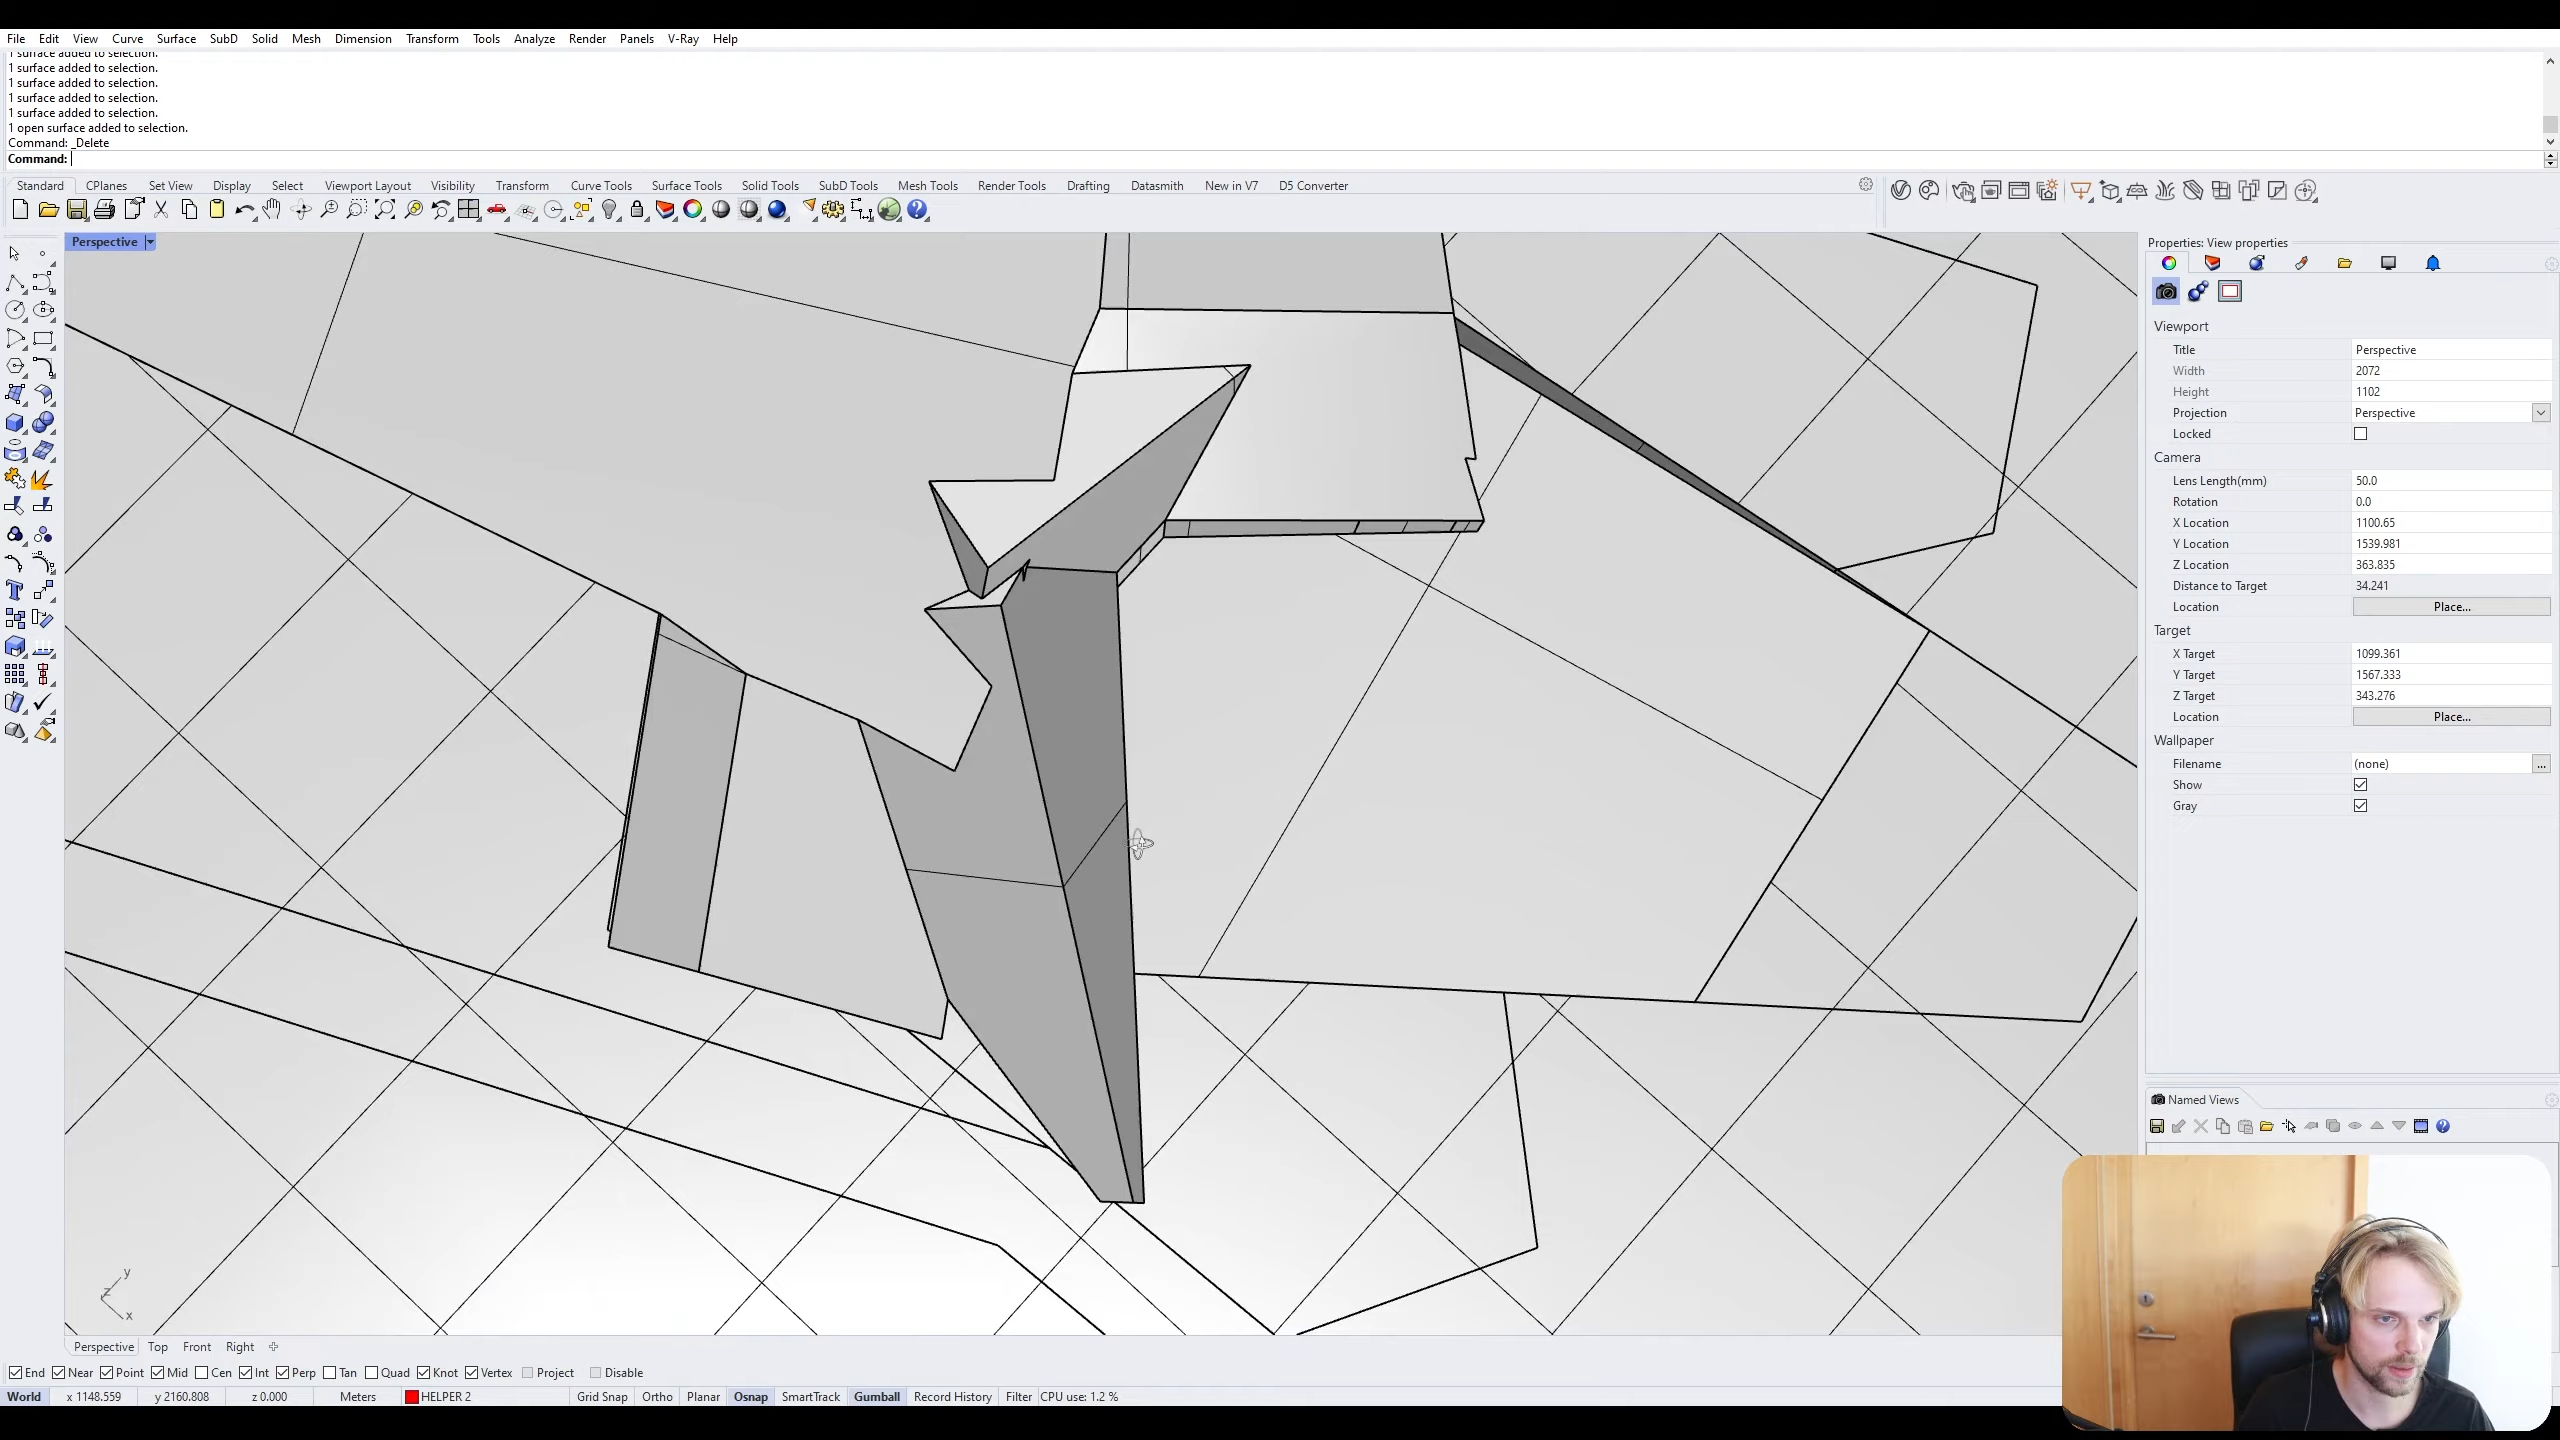 File Edit View Curve Surface SubD Solid Mesh Dimension Transform Tools Analyze Render Panels V-Ray Help
1 surface added to selection.
1 surface added to selection.
1 surface added to selection.
1 surface added to selection.
1 surface added to selection.
1 open surface added to selection.
Command: _Delete
Command:
Standard CPlanes Set View Display Select Viewport Layout Visibility Transform Curve Tools Surface Tools Solid Tools SubD Tools Mesh Tools Render Tools Drafting Datasmith New in V7 D5 Converter
Perspective
Properties: View properties
Viewport
Title Perspective
Width 2072
Height 1102
Projection Perspective
Locked
Camera
Lens Length(mm) 50.0
Rotation 0.0
X Location 1100.65
Y Location 1539.981
Z Location 363.835
Distance to Target 34.241
Location Place...
Target
X Target 1099.361
Y Target 1567.333
Z Target 343.276
Location Place...
Wallpaper
Filename (none) ...
Show
Gray
Named Views
y
z
x
Perspective Top Front Right
End Near Point Mid Cen Int Perp Tan Quad Knot Vertex Project Disable
World x 1148.559 y 2160.808 z 0.000 Meters HELPER 2 Grid Snap Ortho Planar Osnap SmartTrack Gumball Record History Filter CPU use: 1.2 %